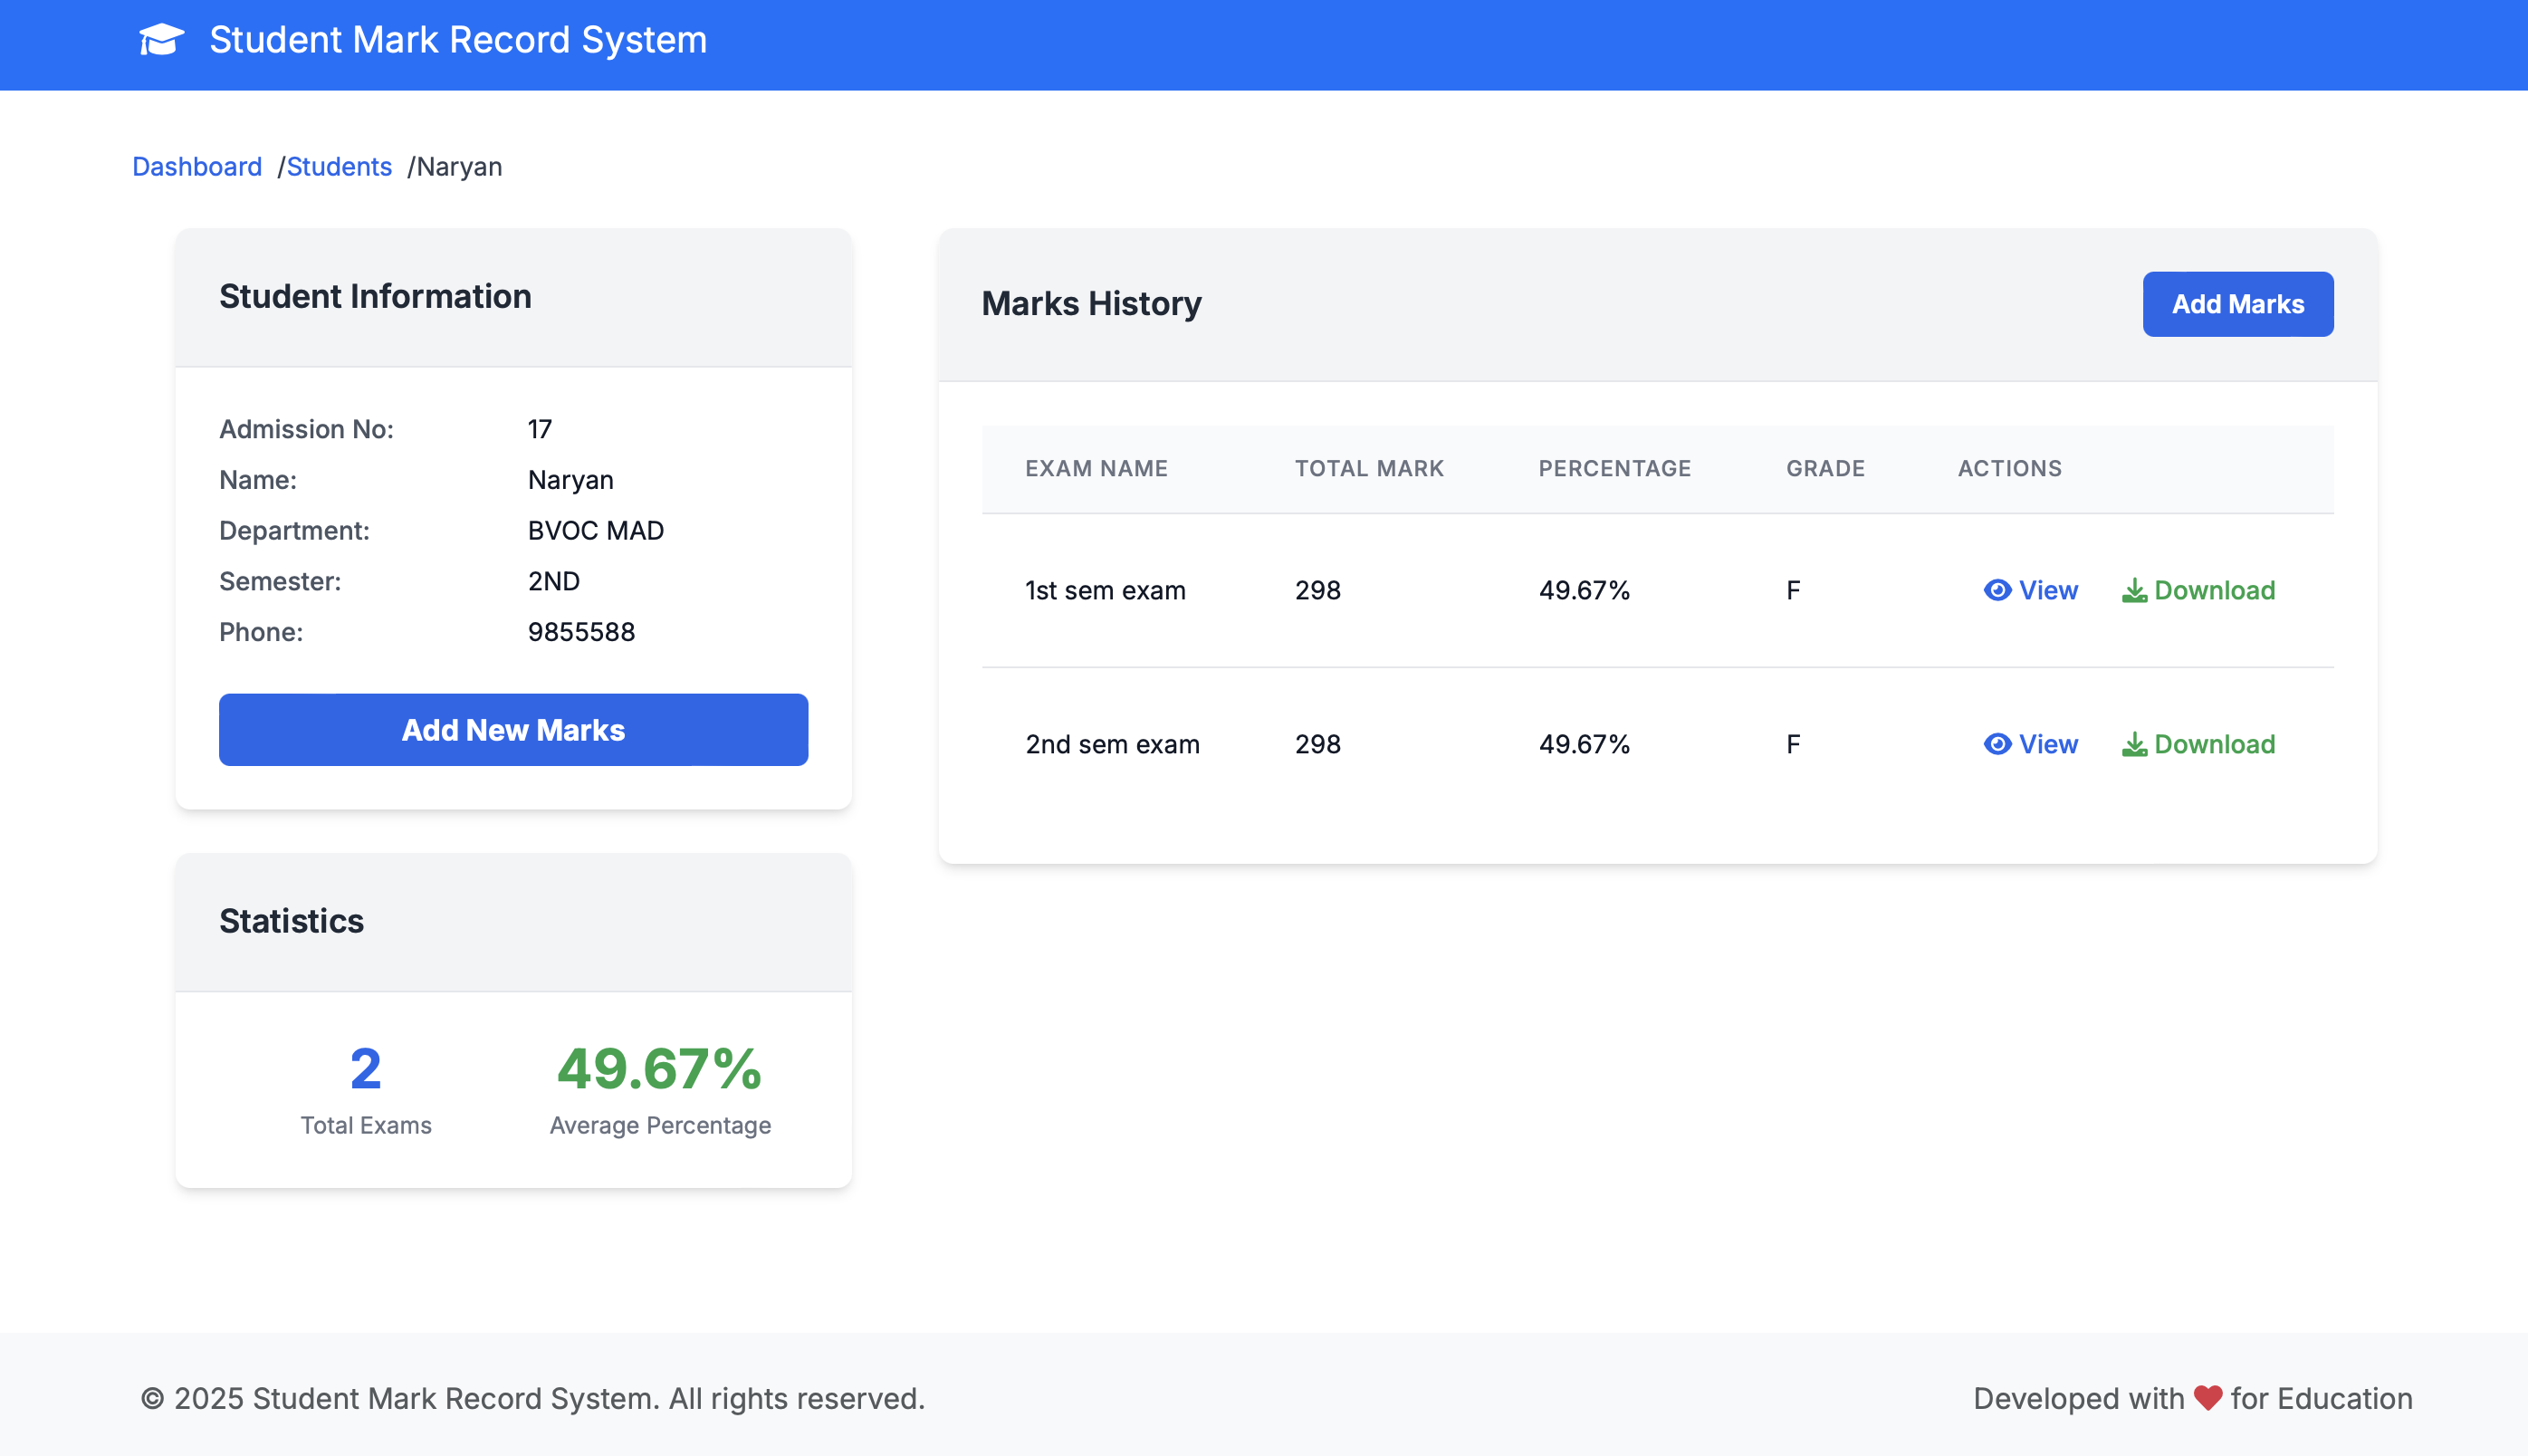 Student Mark Record System
Dashboard /Students /Naryan
Student Information
Admission No: 17
Name: Naryan
Department: BVOC MAD
Semester: 2ND
Phone: 9855588
Add New Marks
Statistics
2 49.67%
Total Exams Average Percentage
Marks History Add Marks
EXAM NAME TOTAL MARK PERCENTAGE GRADE ACTIONS
1st sem exam 298 49.67% F View Download
2nd sem exam 298 49.67% F View Download
© 2025 Student Mark Record System. All rights reserved. Developed with ❤ for Education